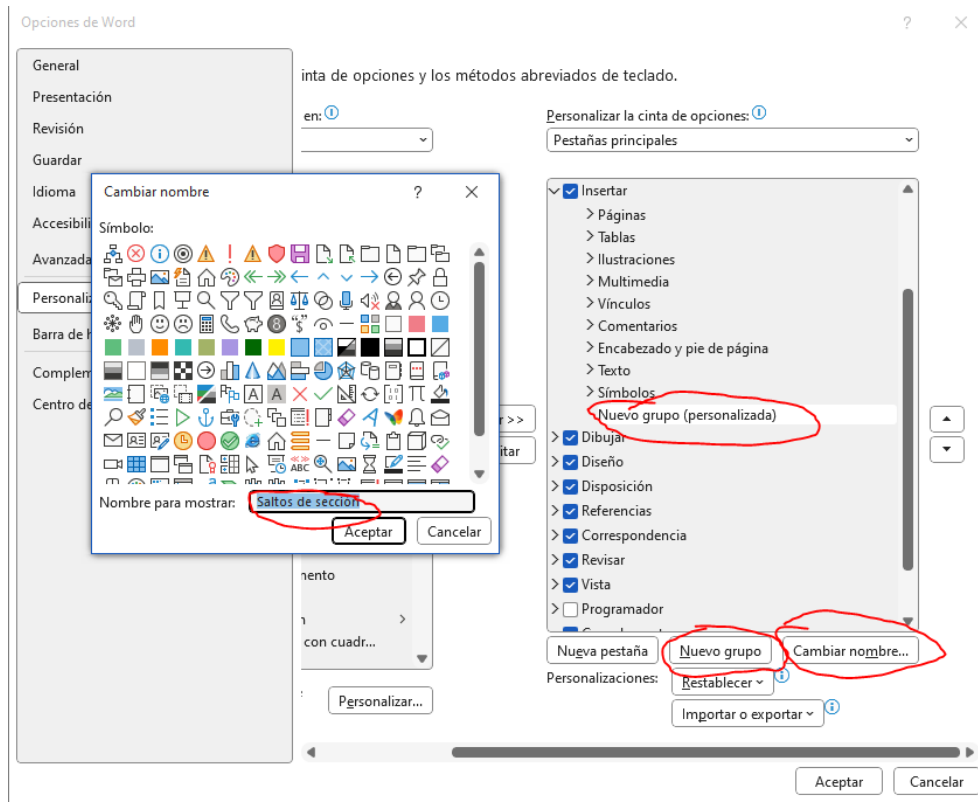 Opciones de Word
General
Presentación
Revisión
Guardar
Idioma
Accesibili
Avanzada
Personaliz
Barra de h
Complem
Centro de
inta de opciones y los métodos abreviados de teclado.
en:
Personalizar la cinta de opciones:
Pestañas principales
Cambiar nombre
Símbolo:
Nombre para mostrar: Saltos de sección
Aceptar
Cancelar
Insertar
Páginas
Tablas
Ilustraciones
Multimedia
Vínculos
Comentarios
Encabezado y pie de página
Texto
Símbolos
Nuevo grupo (personalizada)
Dibujar
Diseño
Disposición
Referencias
Correspondencia
Revisar
Vista
Programador
r >>
itar
mento
con cuadr...
Nueva pestaña
Nuevo grupo
Cambiar nombre...
Personalizaciones:
Restablecer
Importar o exportar
Personalizar...
Aceptar
Cancelar